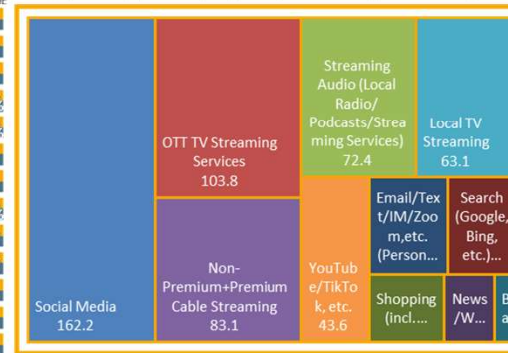 Social Media
162.2
OTT TV Streaming
Services
103.8
Non-
Premium+Premium
Cable Streaming
83.1
Streaming
Audio (Local
Radio/
Podcasts/Strea
ming Services)
72.4
Local TV
Streaming
63.1
YouTub
e/TikTo
k, etc.
43.6
Email/Tex
t/IM/Zoo
m,etc.
(Person...
Search
(Google,
Bing,
etc.)...
Shopping
(incl....
News
/W...